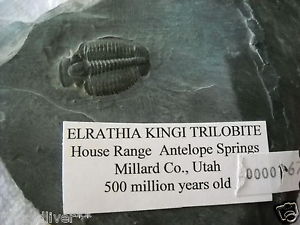 ELRATHIA KINGI TRILOBITE
House Range Antelope Springs
Millard Co., Utah
500 million years old